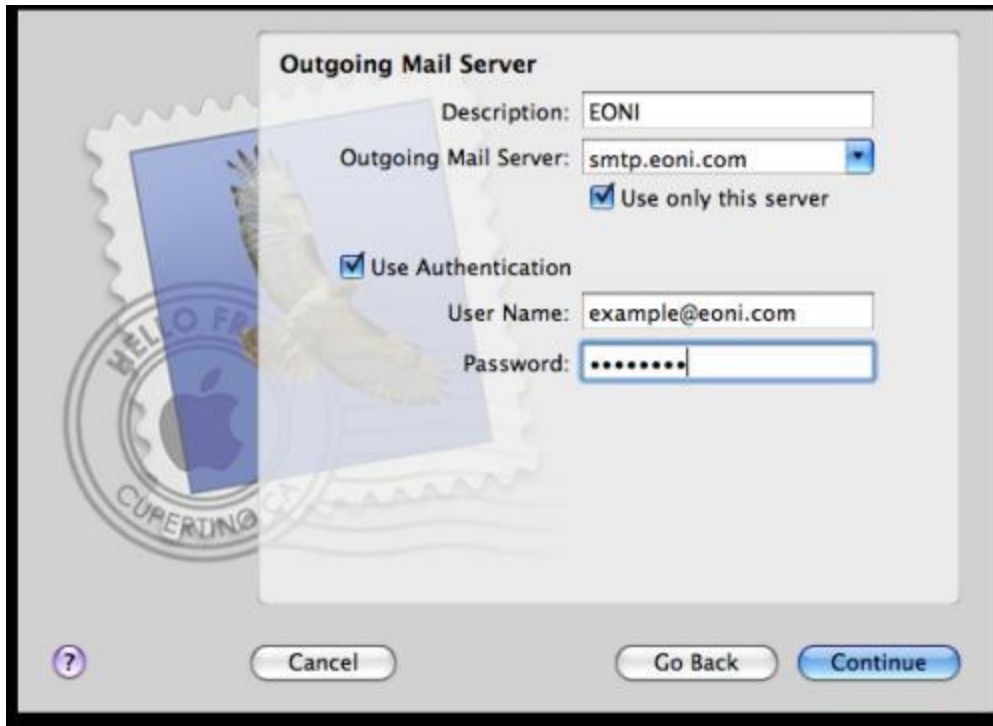 Outgoing Mail Server
Description: EONI
Outgoing Mail Server: smtp.eoni.com
Use only this server
Use Authentication
User Name: example@eoni.com
Password: ••••••••
HELLO FR
CUPERTINO CA
? Cancel Go Back Continue